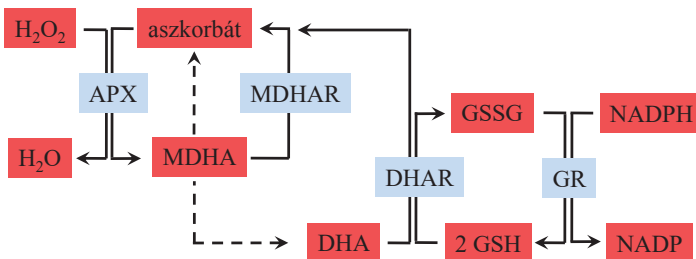 H₂O₂
aszkorbát
APX
MDHAR
GSSG
NADPH
H₂O
MDHA
DHAR
GR
DHA
2 GSH
NADP